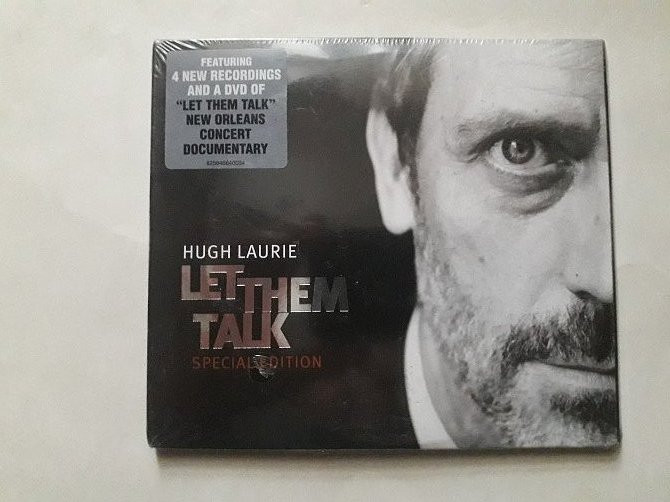 FEATURING
4 NEW RECORDINGS
AND A DVD OF
"LET THEM TALK"
NEW ORLEANS
CONCERT
DOCUMENTARY
HUGH LAURIE
LET THEM
TALK
SPECIAL EDITION